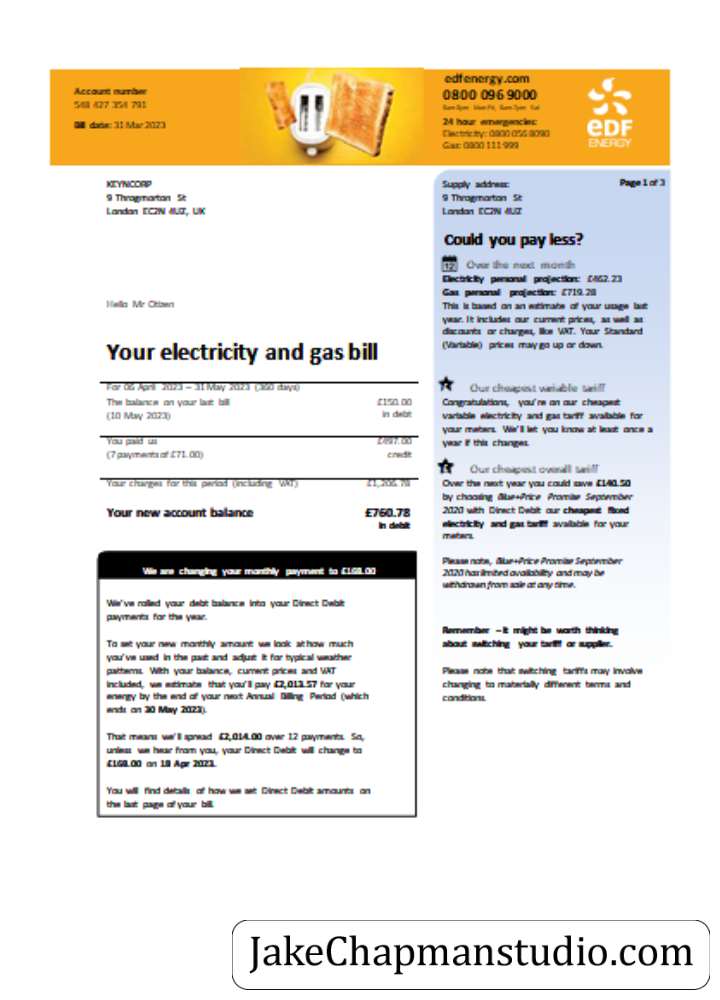 Account number
548 427 354 791
Bill date: 31 Mar 2023
edfenergy.com
0800 096 9000
8am-8pm Mon-Fri, 8am-2pm Sat
24 hour emergencies:
Electricity: 0800 056 8090
Gas: 0800 111 999
eDF
ENERGY
KEYNCORP
9 Throgmorton St
London EC2N 4UZ, UK
Hello Mr Citizen
Your electricity and gas bill
For 06 April 2023 – 31 May 2023 (360 days)
The balance on your last bill £150.00
(10 May 2023) in debt
You paid us £497.00
(7 payments of £71.00) credit
Your charges for this period (including VAT) £1,206.78
Your new account balance £760.78
in debt
We are changing your monthly payment to £168.00
We've rolled your debt balance into your Direct Debit
payments for the year.
To set your new monthly amount we look at how much
you've used in the past and adjust it for typical weather
patterns. With your balance, current prices and VAT
included, we estimate that you'll pay £2,013.57 for your
energy by the end of your next Annual Billing Period (which
ends on 30 May 2023).
That means we'll spread £2,014.00 over 12 payments. So,
unless we hear from you, your Direct Debit will change to
£168.00 on 18 Apr 2023.
You will find details of how we set Direct Debit amounts on
the last page of your bill.
Supply address: Page 1 of 3
9 Throgmorton St
London EC2N 4UZ
Could you pay less?
12 Over the next month
Electricity personal projection: £462.23
Gas personal projection: £719.28
This is based on an estimate of your usage last
year. It includes our current prices, as well as
discounts or charges, like VAT. Your Standard
(Variable) prices may go up or down.
Our cheapest variable tariff
Congratulations, you're on our cheapest
variable electricity and gas tariff available for
your meters. We'll let you know at least once a
year if this changes.
Our cheapest overall tariff
Over the next year you could save £140.50
by choosing Blue+Price Promise September
2020 with Direct Debit our cheapest fixed
electricity and gas tariff available for your
meters.
Please note, Blue+Price Promise September
2020 has limited availability and may be
withdrawn from sale at any time.
Remember – it might be worth thinking
about switching your tariff or supplier.
Please note that switching tariffs may involve
changing to materially different terms and
conditions.
JakeChapmanstudio.com